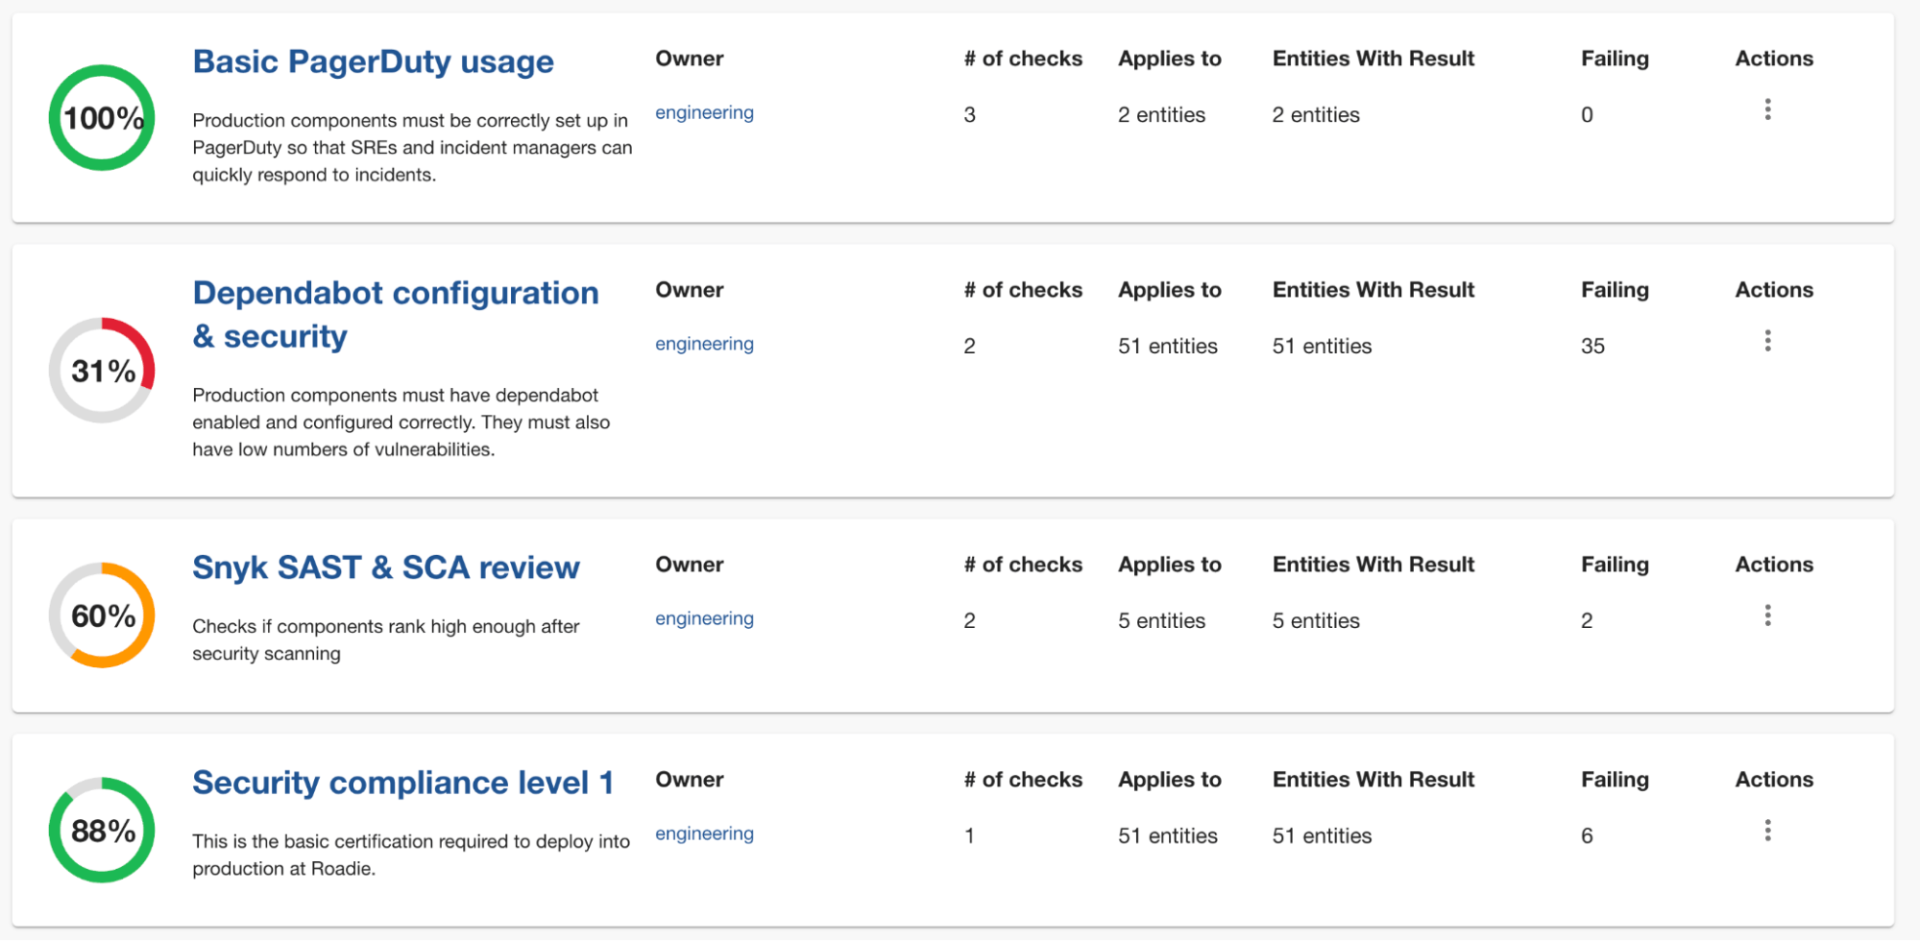 Basic PagerDuty usage
Owner
# of checks
Applies to
Entities With Result
Failing
Actions
100%
Production components must be correctly set up in
PagerDuty so that SREs and incident managers can
quickly respond to incidents.
engineering
3
2 entities
2 entities
0
Dependabot configuration
& security
Owner
# of checks
Applies to
Entities With Result
Failing
Actions
31%
Production components must have dependabot
enabled and configured correctly. They must also
have low numbers of vulnerabilities.
engineering
2
51 entities
51 entities
35
Snyk SAST & SCA review
Owner
# of checks
Applies to
Entities With Result
Failing
Actions
60%
Checks if components rank high enough after
security scanning
engineering
2
5 entities
5 entities
2
Security compliance level 1
Owner
# of checks
Applies to
Entities With Result
Failing
Actions
88%
This is the basic certification required to deploy into
production at Roadie.
engineering
1
51 entities
51 entities
6